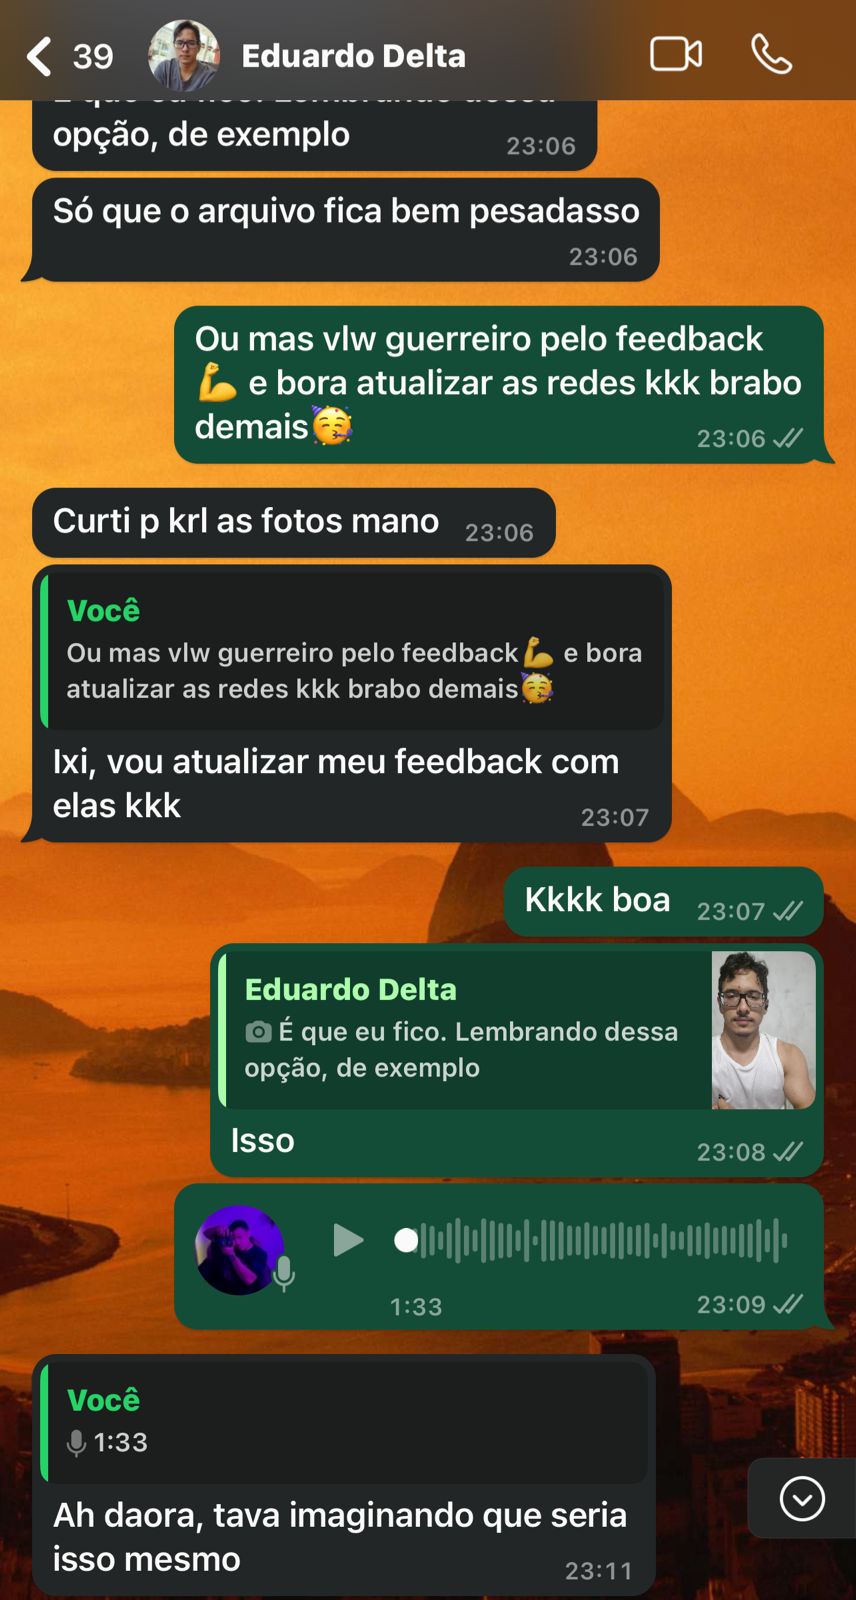 39
Eduardo Delta
É que eu fico. Lembrando dessa
opção, de exemplo
23:06
Só que o arquivo fica bem pesadasso
23:06
Ou mas vlw guerreiro pelo feedback
💪 e bora atualizar as redes kkk brabo
demais🥳
23:06
Curti p krl as fotos mano
23:06
Você
Ou mas vlw guerreiro pelo feedback💪 e bora
atualizar as redes kkk brabo demais🥳
Ixi, vou atualizar meu feedback com
elas kkk
23:07
Kkkk boa
23:07
Eduardo Delta
É que eu fico. Lembrando dessa
opção, de exemplo
Isso
23:08
1:33
23:09
Você
1:33
Ah daora, tava imaginando que seria
isso mesmo
23:11